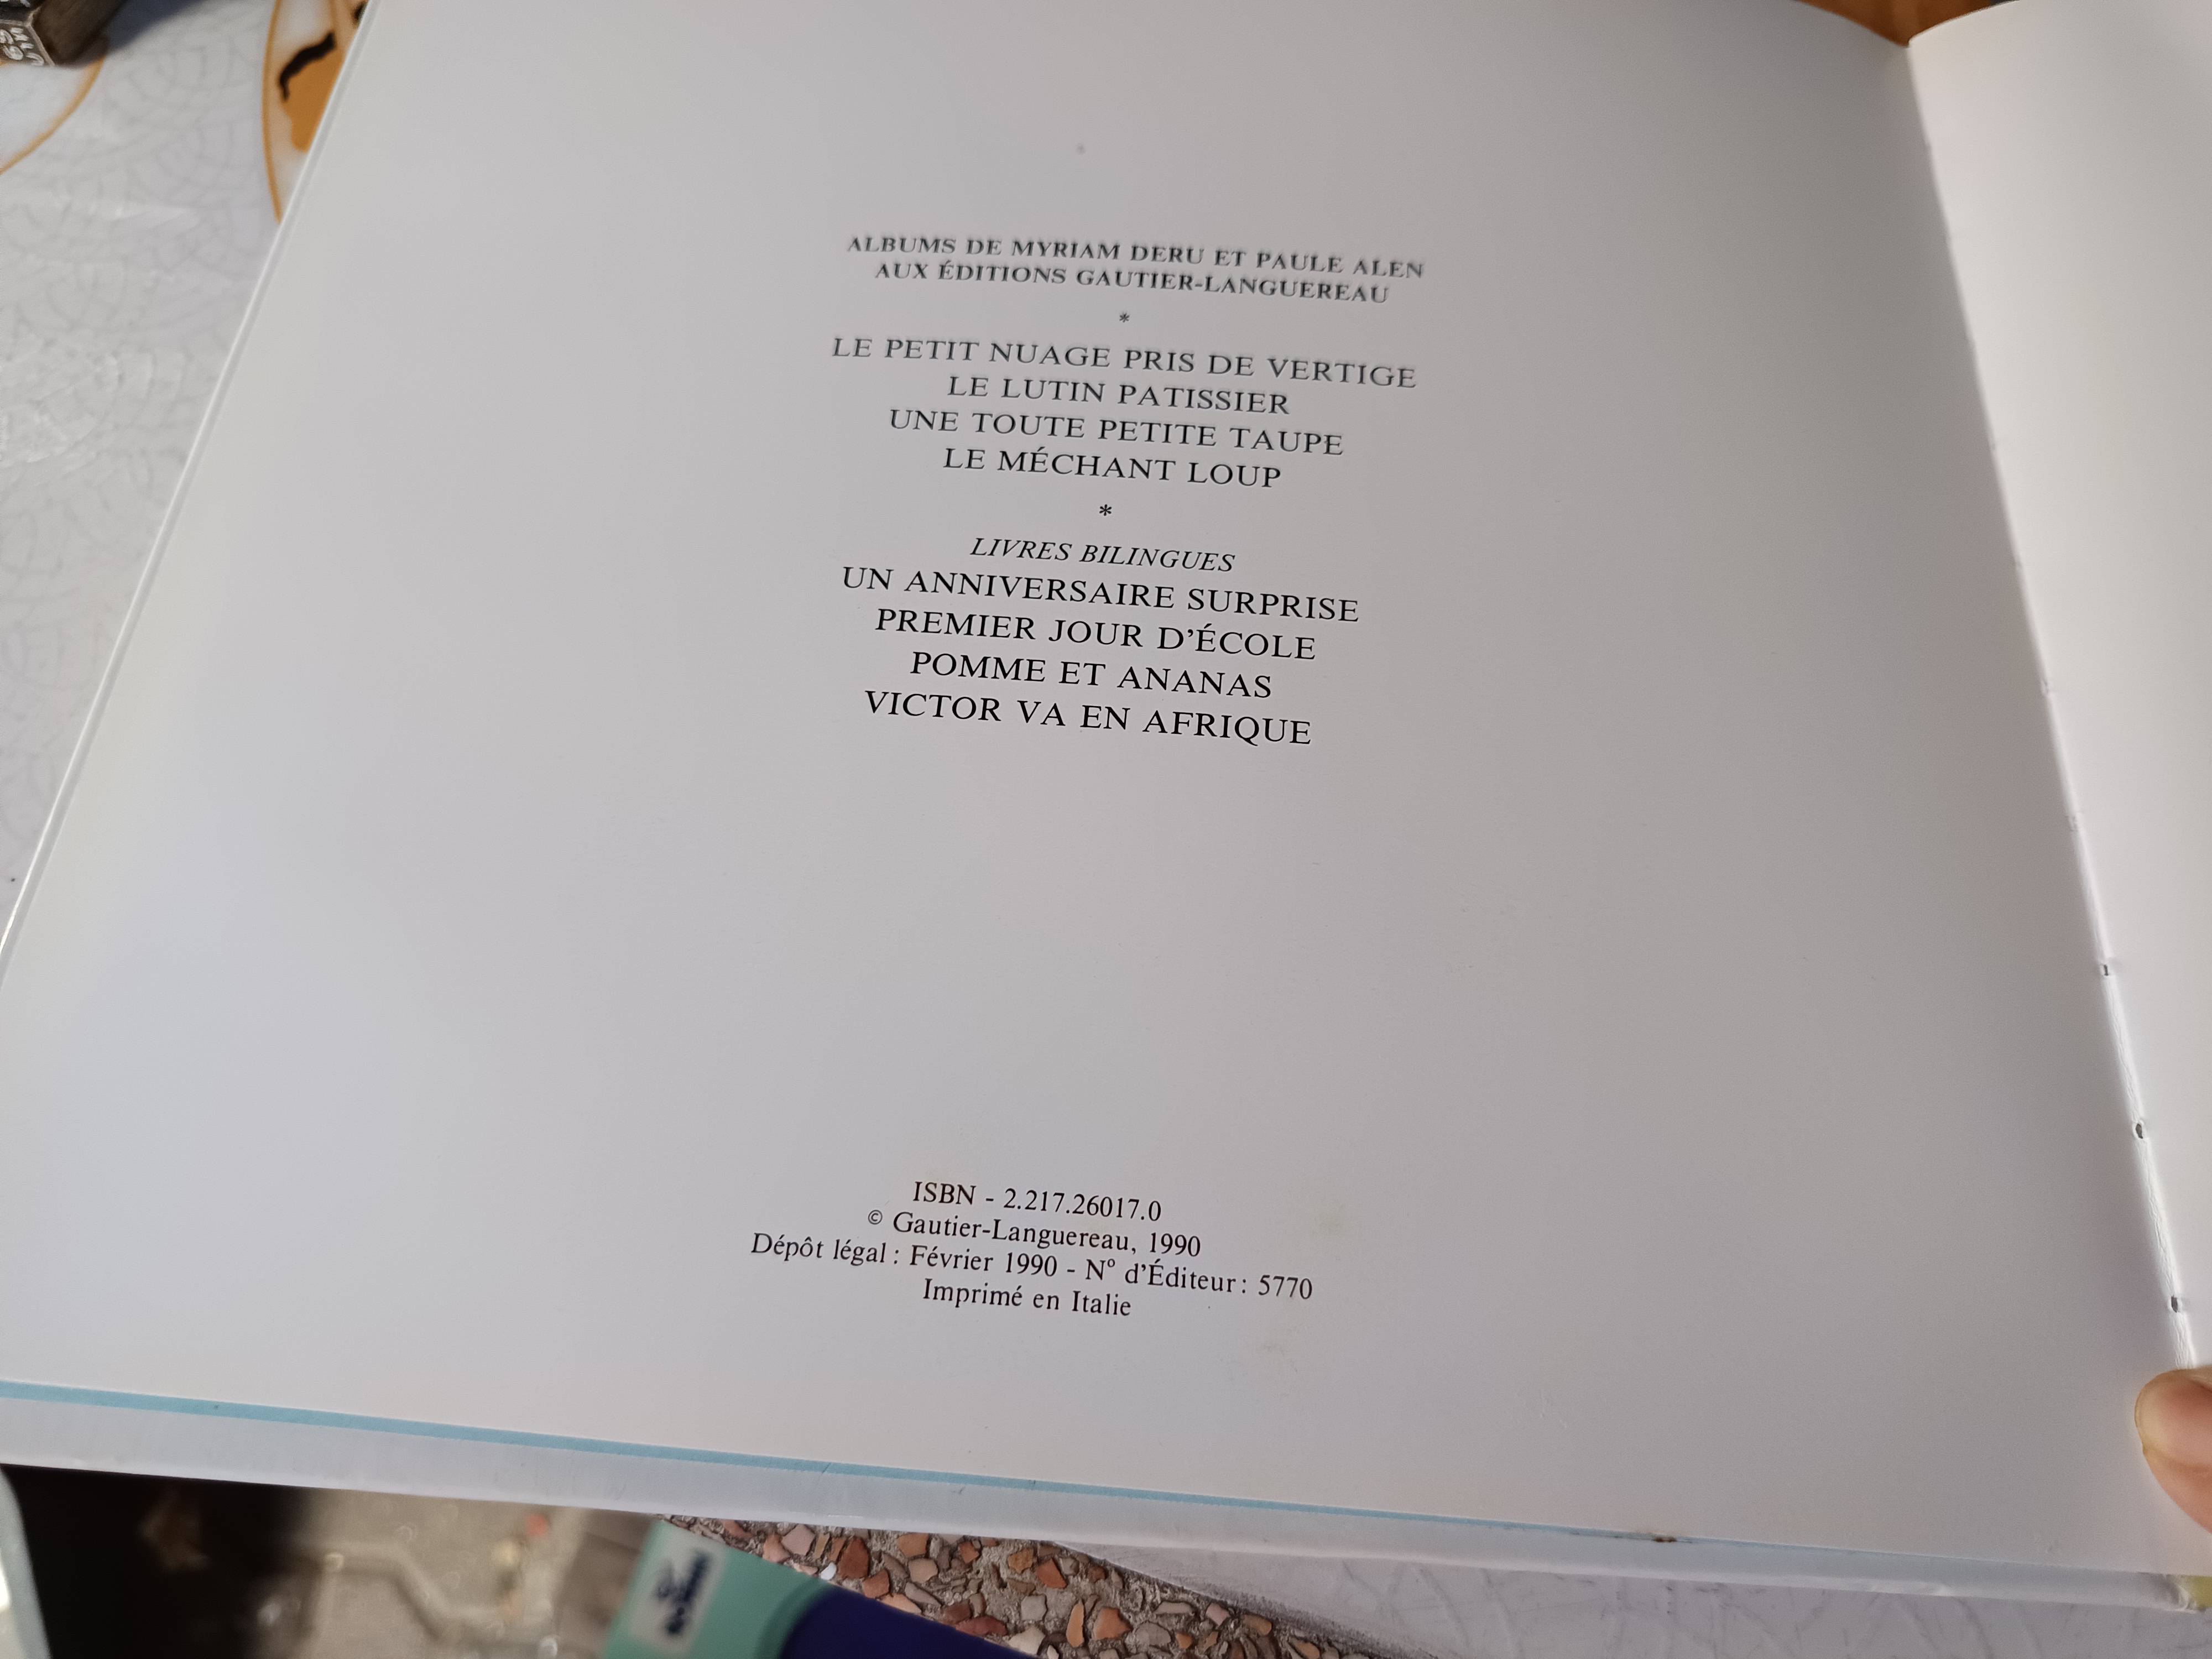 ALBUMS DE MYRIAM DERU ET PAULE ALEN
AUX ÉDITIONS GAUTIER-LANGUEREAU
*
LE PETIT NUAGE PRIS DE VERTIGE
LE LUTIN PATISSIER
UNE TOUTE PETITE TAUPE
LE MÉCHANT LOUP
*
LIVRES BILINGUES
UN ANNIVERSAIRE SURPRISE
PREMIER JOUR D'ÉCOLE
POMME ET ANANAS
VICTOR VA EN AFRIQUE
ISBN - 2.217.26017.0
© Gautier-Languereau, 1990
Dépôt légal : Février 1990 - Nº d'Éditeur : 5770
Imprimé en Italie